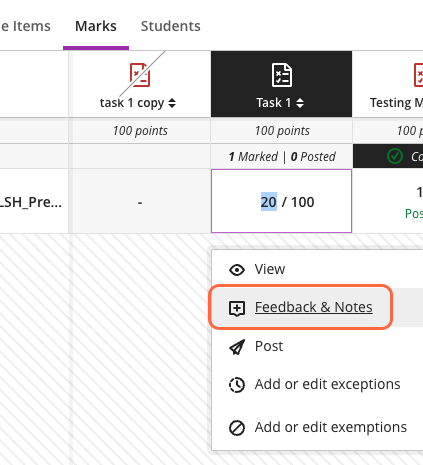 e Items Marks Students
task 1 copy Task 1 Testing M
100 points 100 points 100 p
1 Marked | 0 Posted Co
LSH_Pre... - 20 / 100 1
Pos
View
Feedback & Notes
Post
Add or edit exceptions
Add or edit exemptions